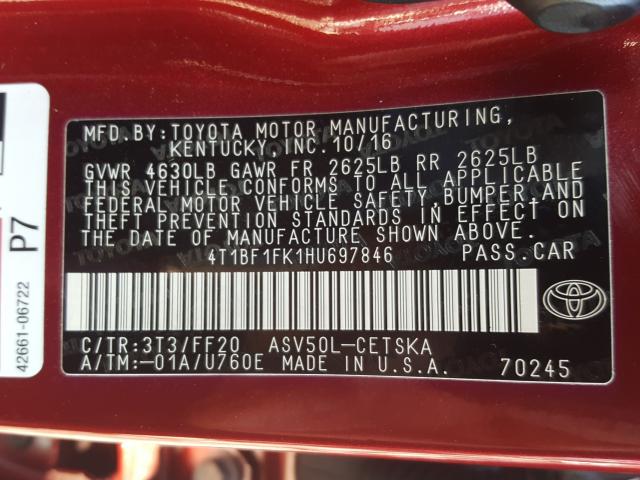 MFD.BY:TOYOTA MOTOR MANUFACTURING,
KENTUCKY,INC.10/16
GVWR 4630LB GAWR FR 2625LB RR 2625LB
THIS VEHICLE CONFORMS TO ALL APPLICABLE
FEDERAL MOTOR VEHICLE SAFETY,BUMPER,AND
THEFT PREVENTION STANDARDS IN EFFECT ON
THE DATE OF MANUFACTURE SHOWN ABOVE.
4T1BF1FK1HU697846 PASS.CAR
C/TR:3T3/FF20 ASV50L-CETSKA
A/TM:-01A/U760E MADE IN U.S.A. 70245
42661-06722
P7